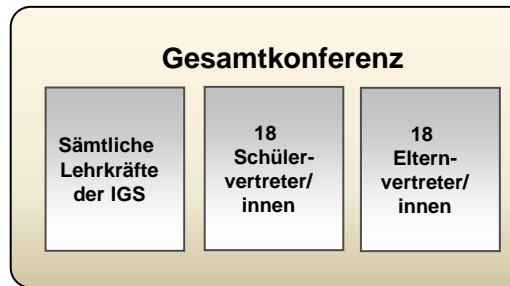 Gesamtkonferenz
Sämtliche
Lehrkräfte
der IGS
18
Schüler-
vertreter/
innen
18
Eltern-
vertreter/
innen